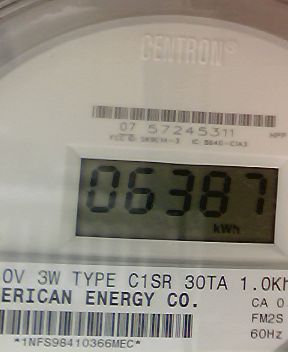 CENTRON®
07 57245311
kWh
06387
0V 3W TYPE C1SR 30TA 1.0Kh
ERICAN ENERGY CO.
CA 0
FM2S
60Hz
*1NFS98410366MEC*